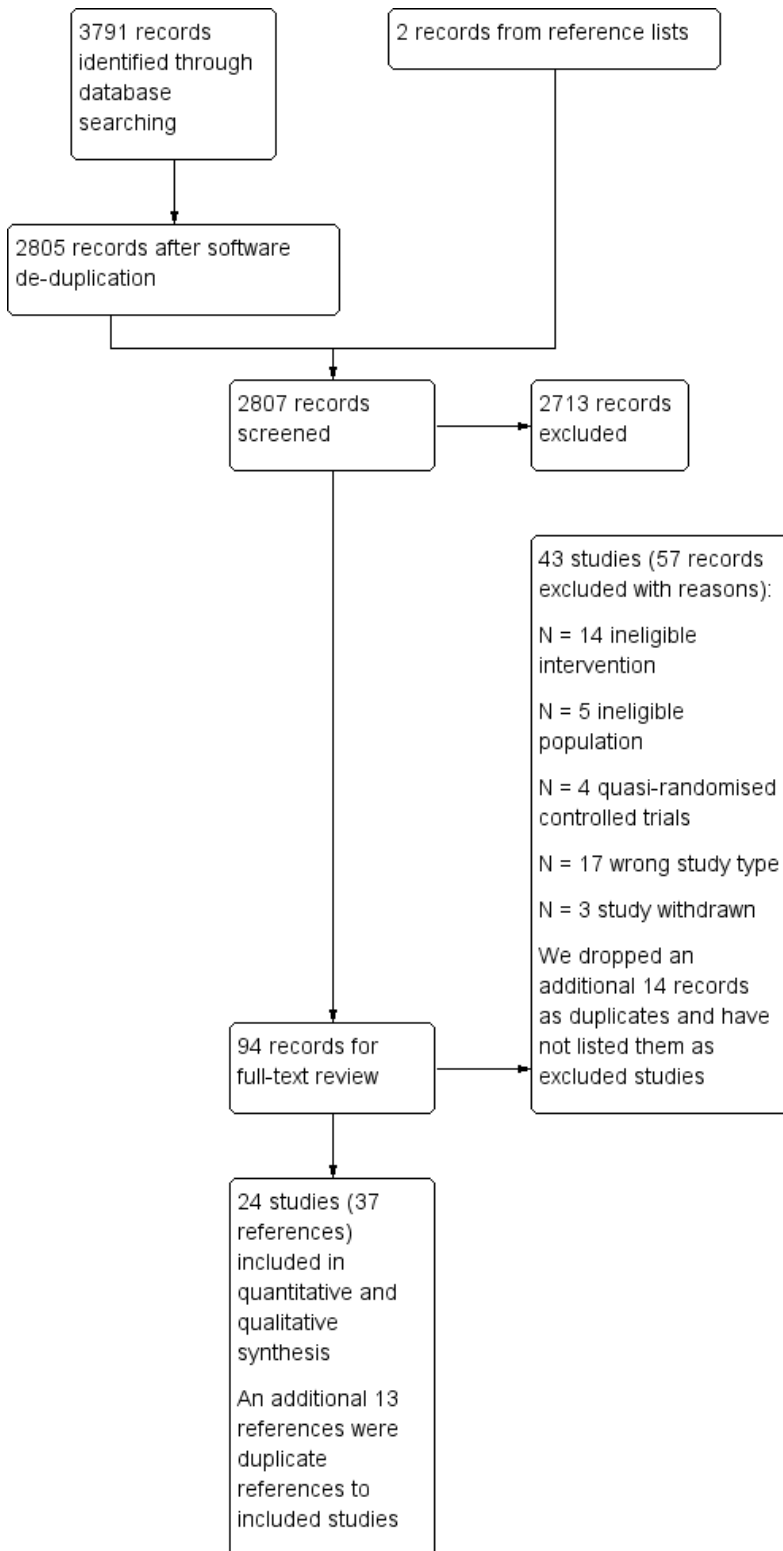 3791 records
identified through
database
searching
2 records from reference lists
2805 records after software
de-duplication
2807 records
screened
2713 records
excluded
43 studies (57 records
excluded with reasons):
N = 14 ineligible
intervention
N = 5 ineligible
population
N = 4 quasi-randomised
controlled trials
N = 17 wrong study type
N = 3 study withdrawn
We dropped an
additional 14 records
as duplicates and have
not listed them as
excluded studies
94 records for
full-text review
24 studies (37
references)
included in
quantitative and
qualitative
synthesis
An additional 13
references were
duplicate
references to
included studies